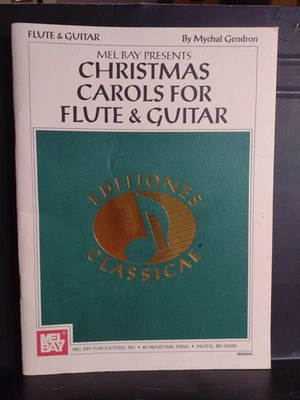 FLUTE & GUITAR
By Mychal Gendron
MEL BAY PRESENTS
CHRISTMAS
CAROLS FOR
FLUTE & GUITAR
EDITIONES
CLASSICAE
MEL
BAY
MEL BAY PUBLICATIONS, INC. • #4 INDUSTRIAL DRIVE • PACIFIC, MO 63069